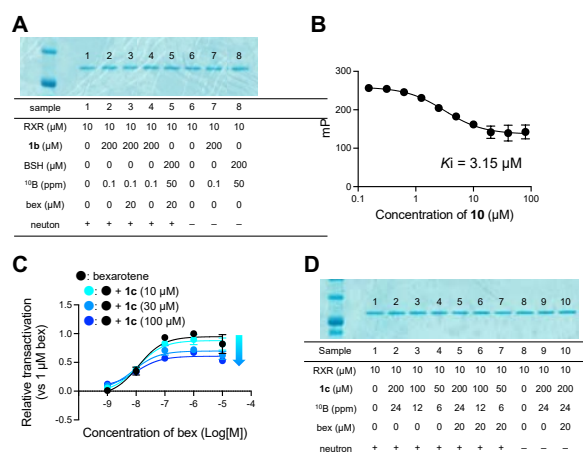 A
1 2 3 4 5 6 7 8
sample 1 2 3 4 5 6 7 8
RXR (μM) 10 10 10 10 10 10 10 10
1b (μM) 0 200 200 200 0 0 200 0
BSH (μM) 0 0 0 0 200 0 0 200
10B (ppm) 0 0.1 0.1 0.1 50 0 0.1 50
bex (μM) 0 0 20 0 20 0 0 0
neutron + + + + + – – –
B
300
200
100
0
mP
0.1 1 10 100
Ki = 3.15 μM
Concentration of 10 (μM)
C
●: bexarotene
●: ● + 1c (10 μM)
●: ● + 1c (30 μM)
●: ● + 1c (100 μM)
Relative transactivation
(vs 1 μM bex)
1.5
1.0
0.5
0.0
-0.5
-10 -9 -8 -7 -6 -5 -4
Concentration of bex (Log[M])
D
1 2 3 4 5 6 7 8 9 10
Sample 1 2 3 4 5 6 7 8 9 10
RXR (μM) 10 10 10 10 10 10 10 10 10 10
1c (μM) 0 200 100 50 200 100 50 0 200 200
10B (ppm) 0 24 12 6 24 12 6 0 24 24
bex (μM) 0 0 0 0 20 20 20 0 0 20
neutron + + + + + + + – – –